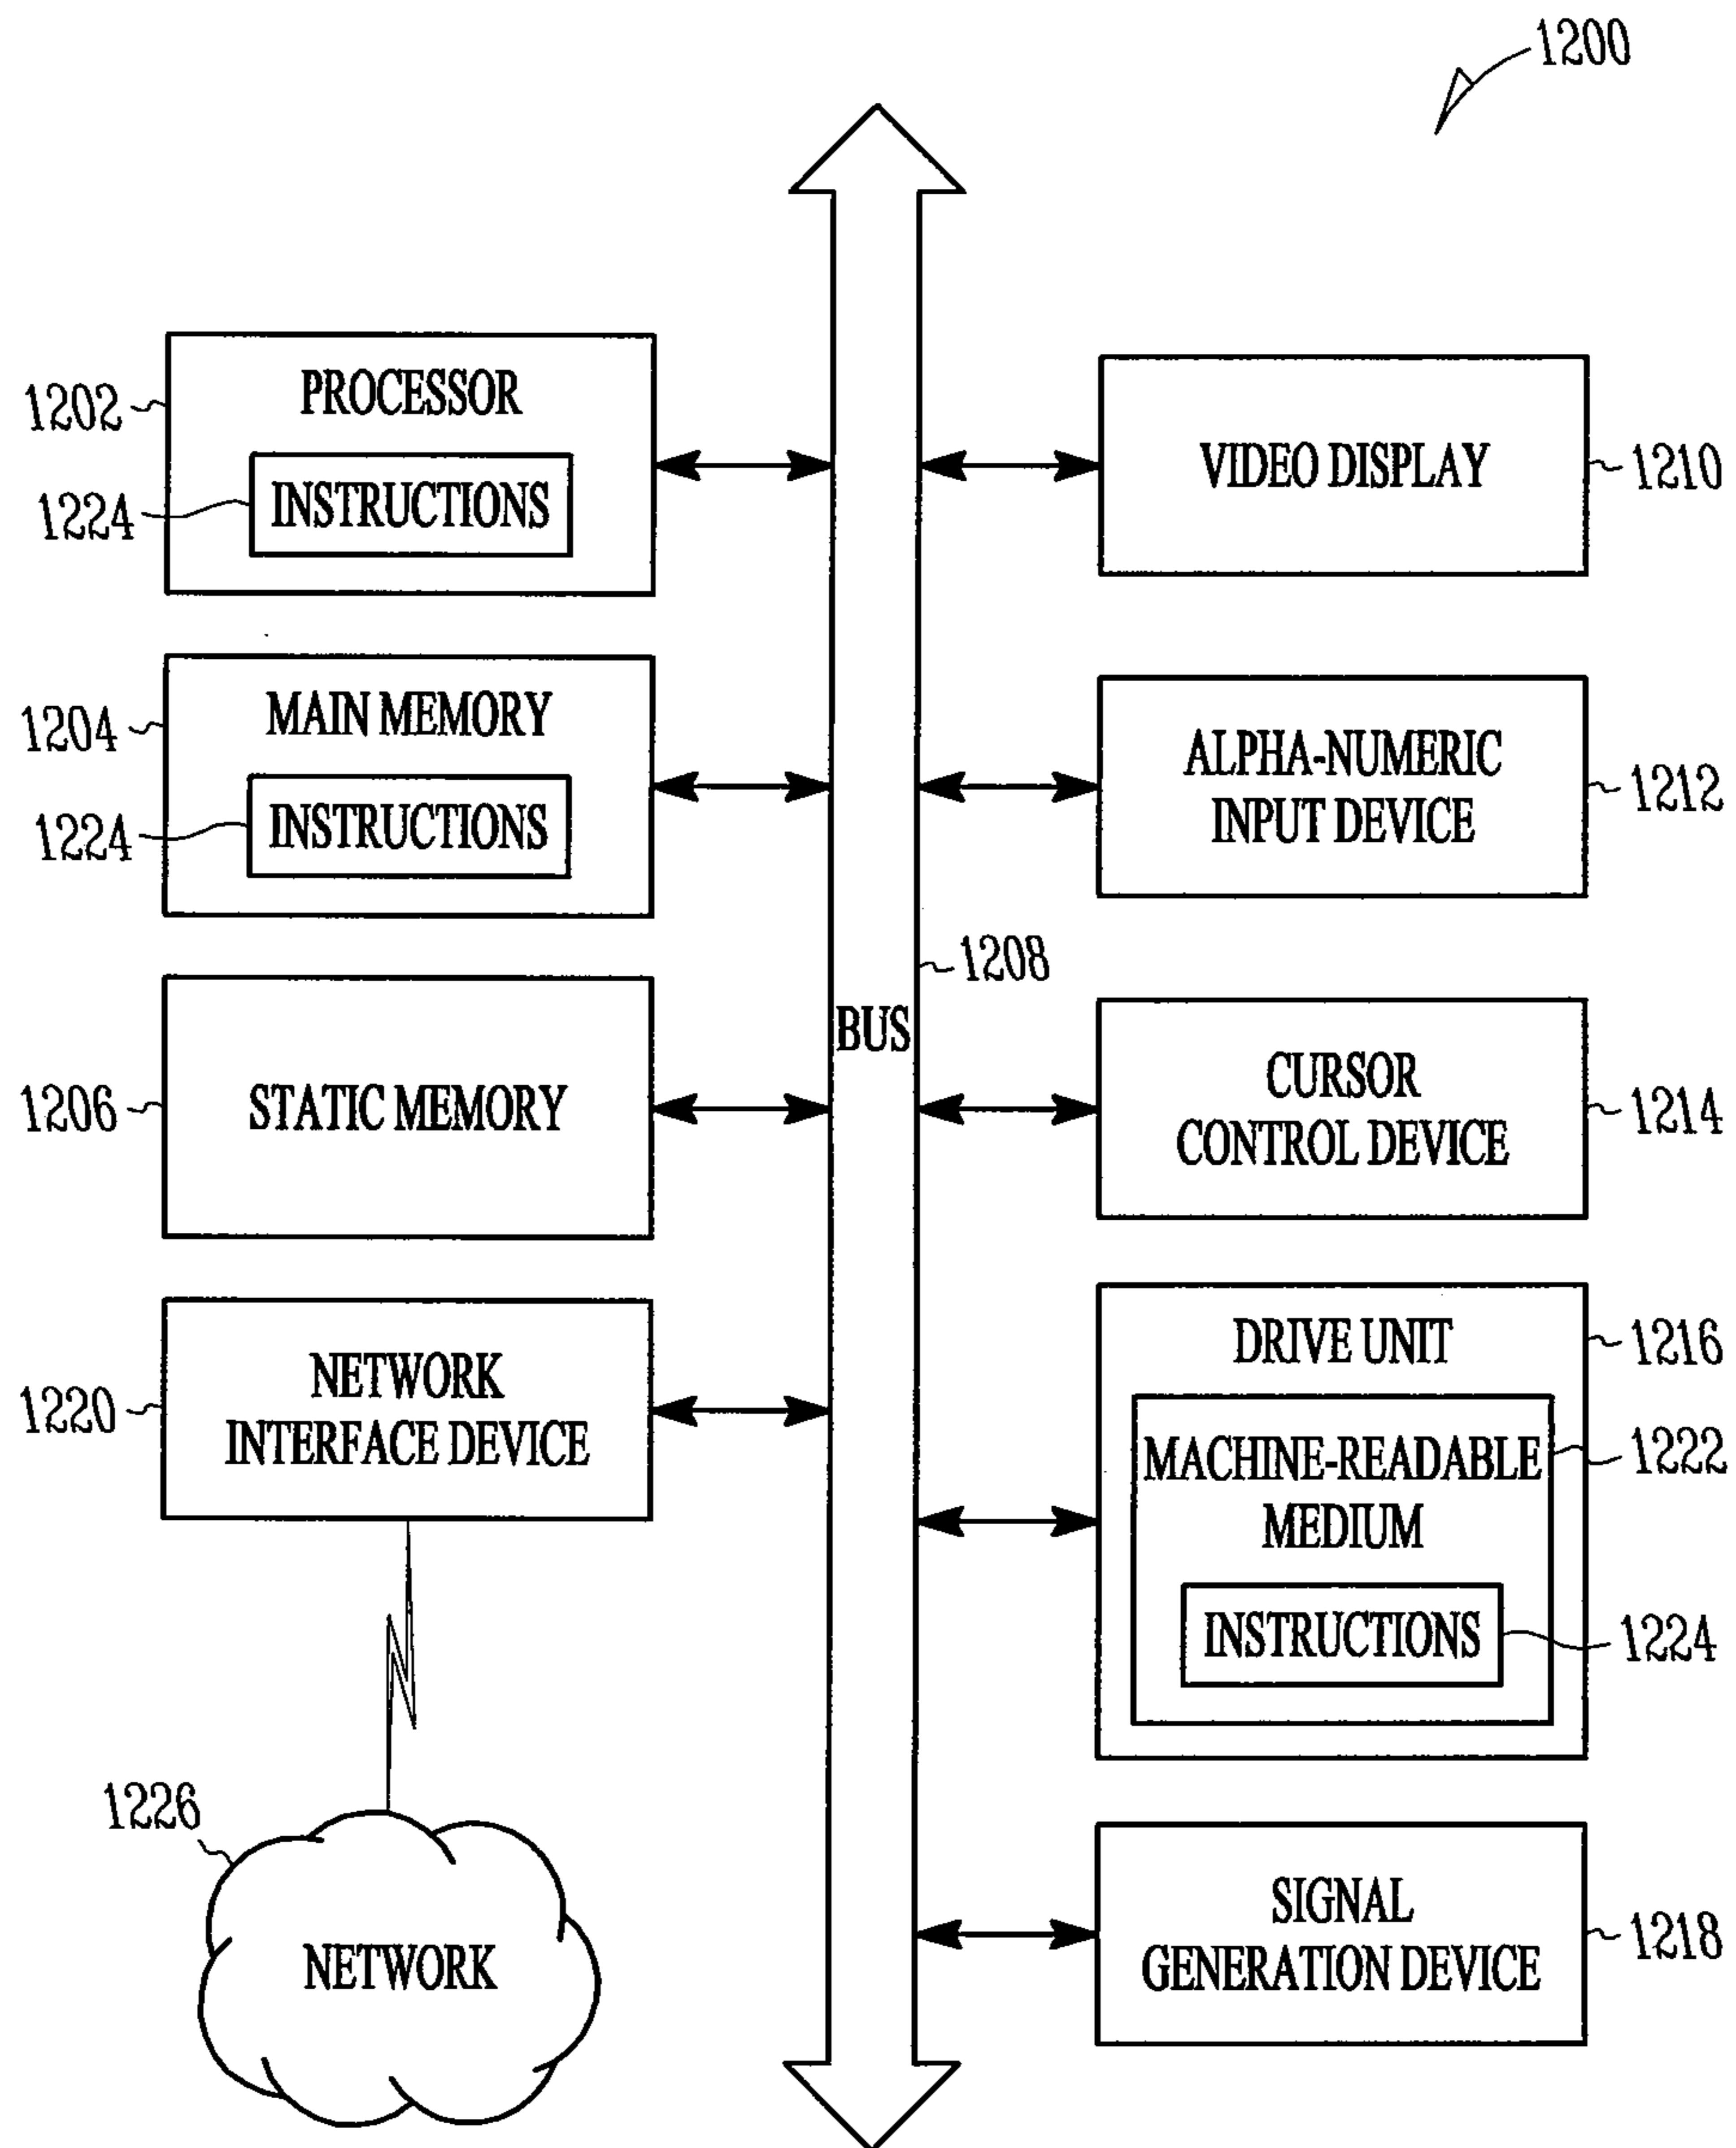 1200
PROCESSOR
1202
INSTRUCTIONS
1224
MAIN MEMORY
1204
INSTRUCTIONS
1224
STATIC MEMORY
1206
NETWORK
INTERFACE DEVICE
1220
1226
NETWORK
BUS
1208
VIDEO DISPLAY
1210
ALPHA-NUMERIC
INPUT DEVICE
1212
CURSOR
CONTROL DEVICE
1214
DRIVE UNIT
1216
MACHINE-READABLE
MEDIUM
1222
INSTRUCTIONS
1224
SIGNAL
GENERATION DEVICE
1218